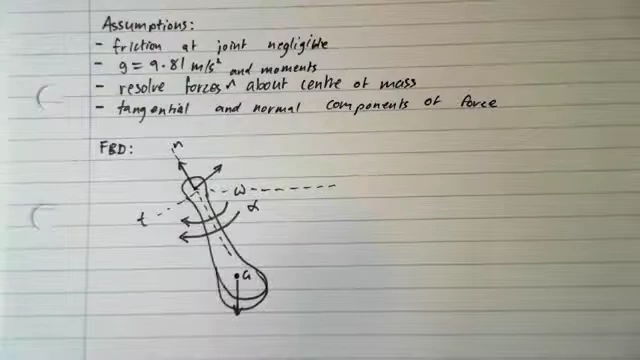 Assumptions:
- friction at joint negligible
- g = 9.81 m/s² and moments
- resolve forces ^ about centre of mass
- tangential and normal components of force
FBD:
n
ω
α
t
G